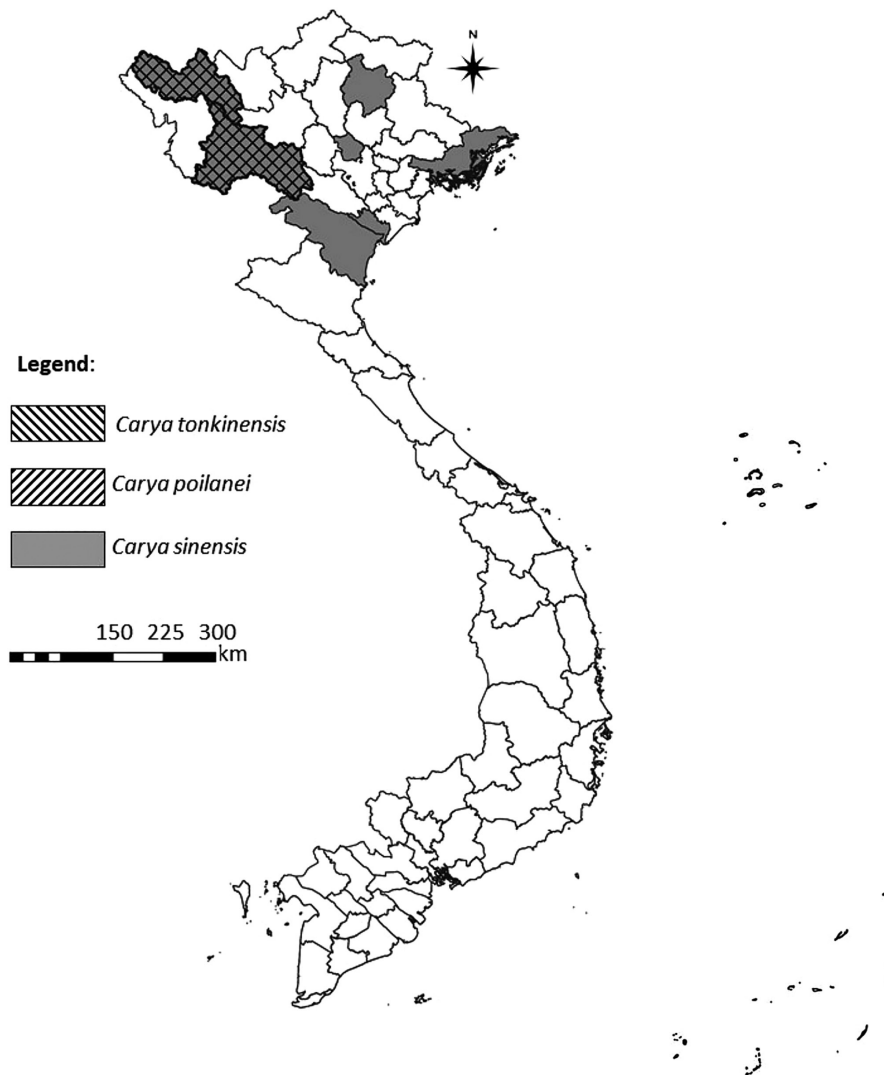 N
Legend:
Carya tonkinensis
Carya poilanei
Carya sinensis
150 225 300
km